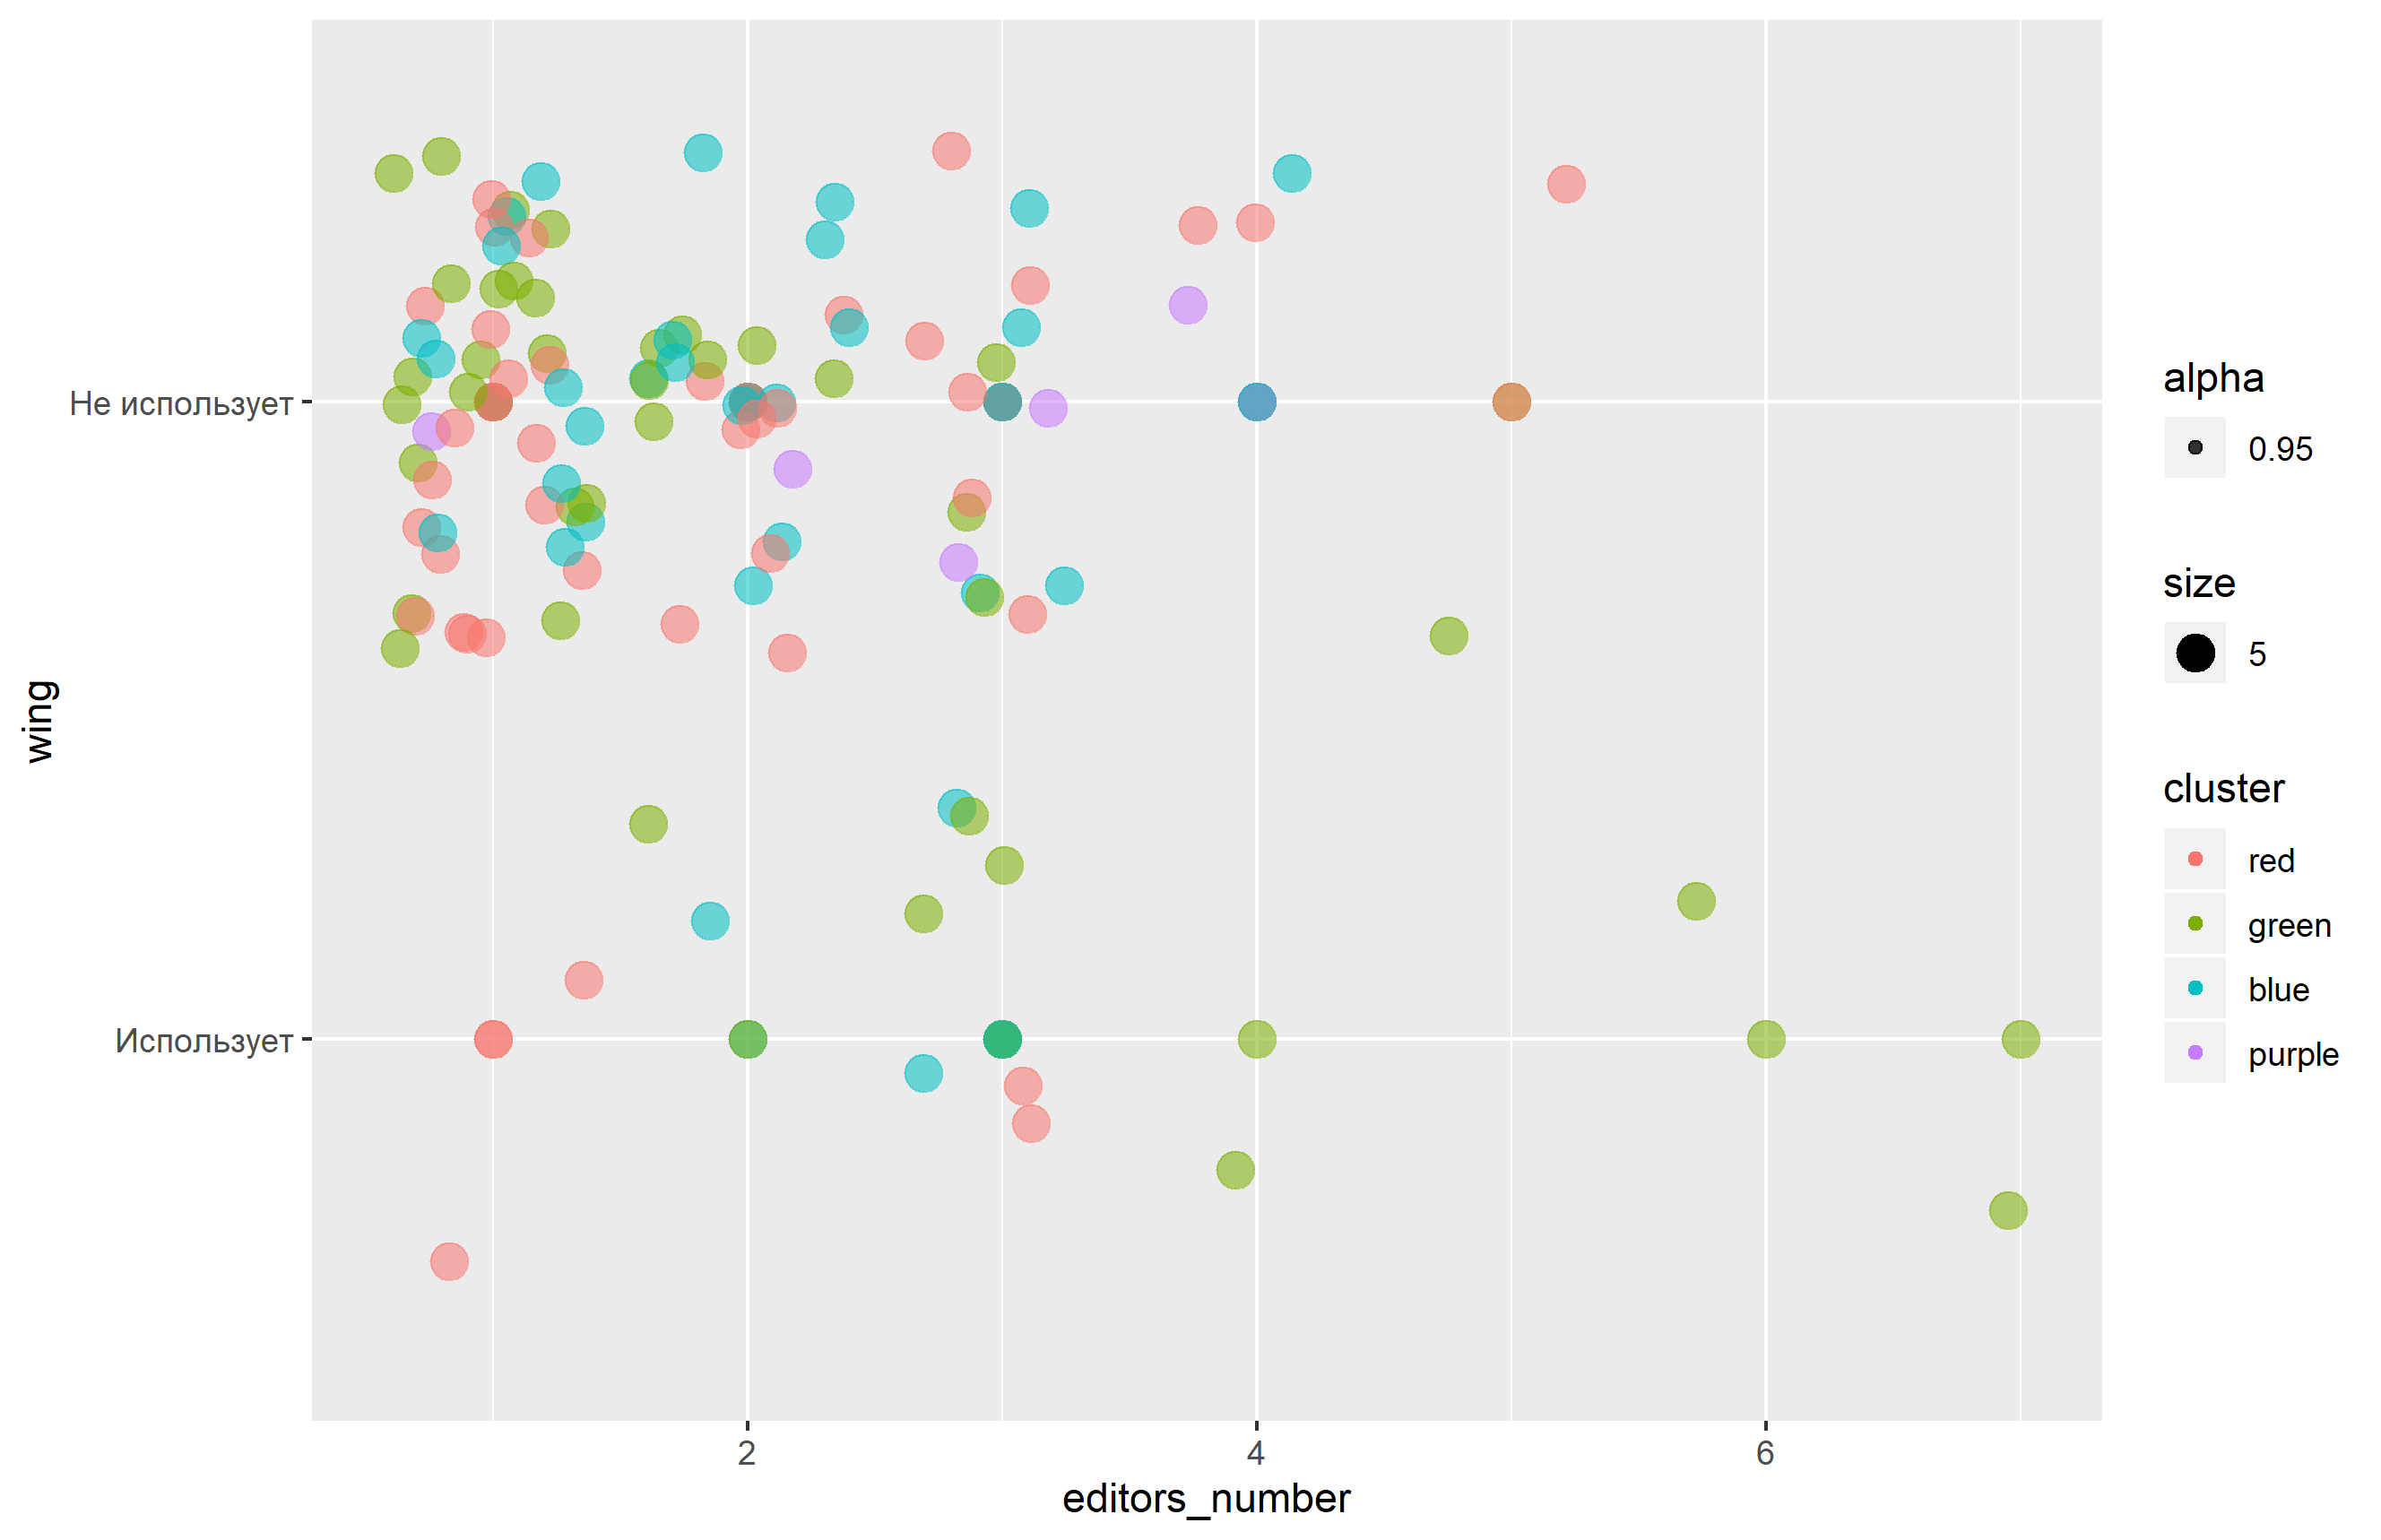 wing
Не использует
Использует
2
4
6
editors_number
alpha
0.95
size
5
cluster
red
green
blue
purple